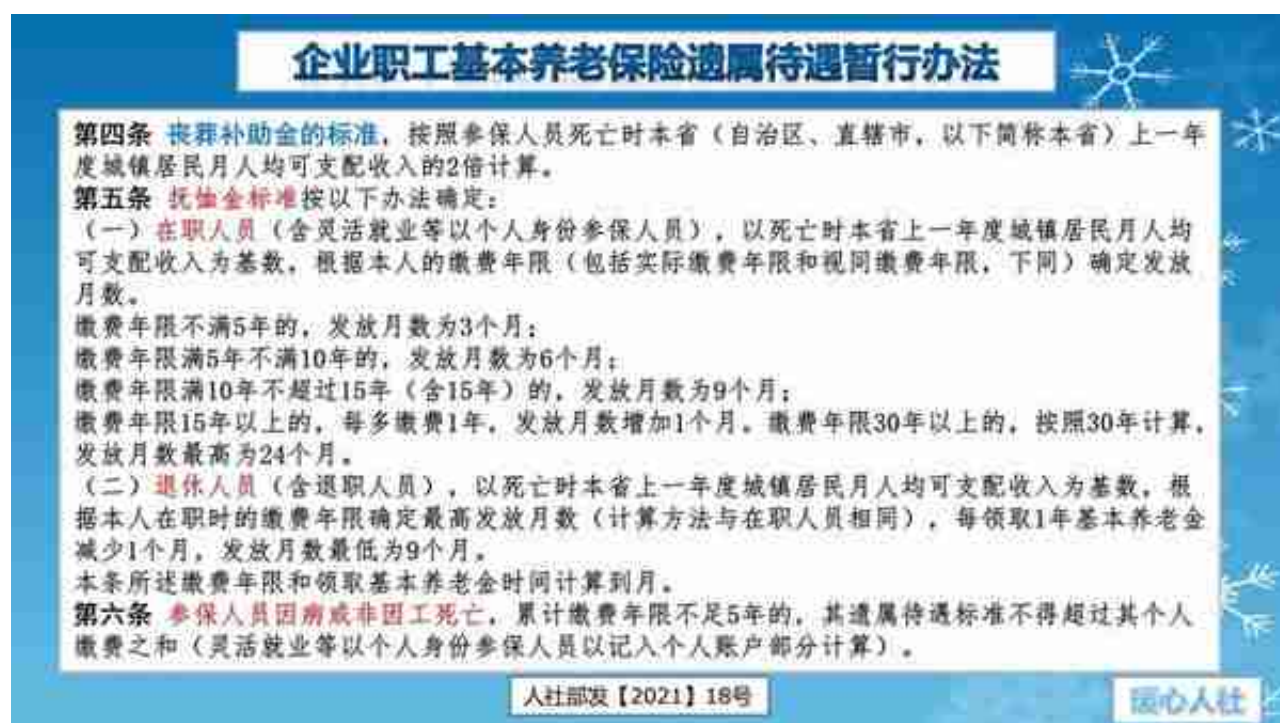 企业职工基本养老保险遗属待遇暂行办法
第四条 丧葬补助金的标准，按照参保人员死亡时本省（自治区、直辖市，以下简称本省）上一年
度城镇居民月人均可支配收入的2倍计算。
第五条 抚恤金标准按以下办法确定：
（一）在职人员（含灵活就业等以个人身份参保人员），以死亡时本省上一年度城镇居民月人均
可支配收入为基数，根据本人的缴费年限（包括实际缴费年限和视同缴费年限，下同）确定发放
月数。
缴费年限不满5年的，发放月数为3个月；
缴费年限满5年不满10年的，发放月数为6个月；
缴费年限满10年不超过15年（含15年）的，发放月数为9个月；
缴费年限15年以上的，每多缴费1年，发放月数增加1个月。缴费年限30年以上的，按照30年计算，
发放月数最高为24个月。
（二）退休人员（含退职人员），以死亡时本省上一年度城镇居民月人均可支配收入为基数，根
据本人在职时的缴费年限确定最高发放月数（计算方法与在职人员相同），每领取1年基本养老金
减少1个月，发放月数最低为9个月。
本条所述缴费年限和领取基本养老金时间计算到月。
第六条 参保人员因病或非因工死亡，累计缴费年限不足5年的，其遗属待遇标准不得超过其个人
缴费之和（灵活就业等以个人身份参保人员以记入个人账户部分计算）。
人社部发【2021】18号
暖心人社